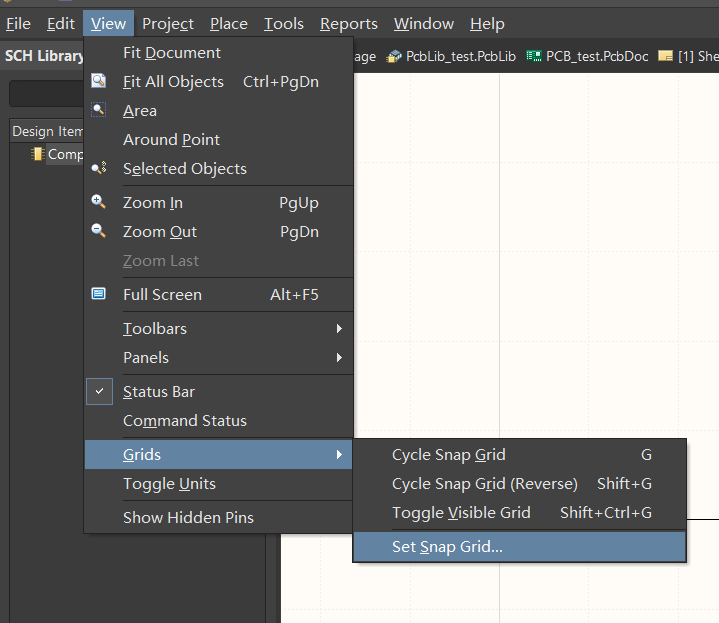 File Edit View Project Place Tools Reports Window Help
SCH Library
age PcbLib_test.PcbLib PCB_test.PcbDoc [1] She
Design Item
Comp
Fit Document
Fit All Objects Ctrl+PgDn
Area
Around Point
Selected Objects
Zoom In PgUp
Zoom Out PgDn
Zoom Last
Full Screen Alt+F5
Toolbars
Panels
Status Bar
Command Status
Grids
Toggle Units
Show Hidden Pins
Cycle Snap Grid G
Cycle Snap Grid (Reverse) Shift+G
Toggle Visible Grid Shift+Ctrl+G
Set Snap Grid...